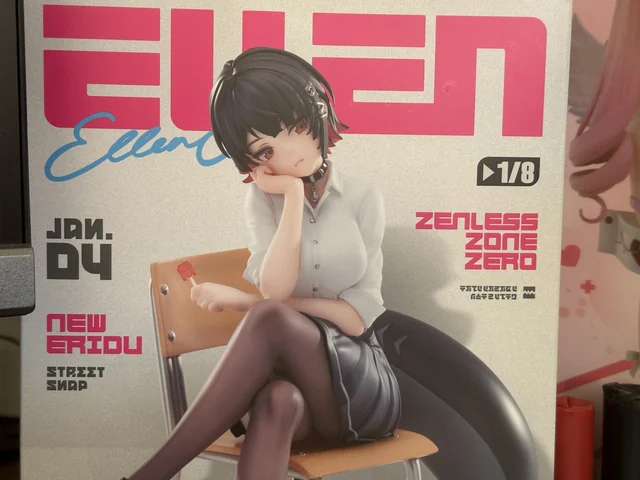 ELLEN
Ellen
1/8
JAN.
04
ZENLESS
ZONE
ZERO
NEW
ERIDU
STREET
SNAP